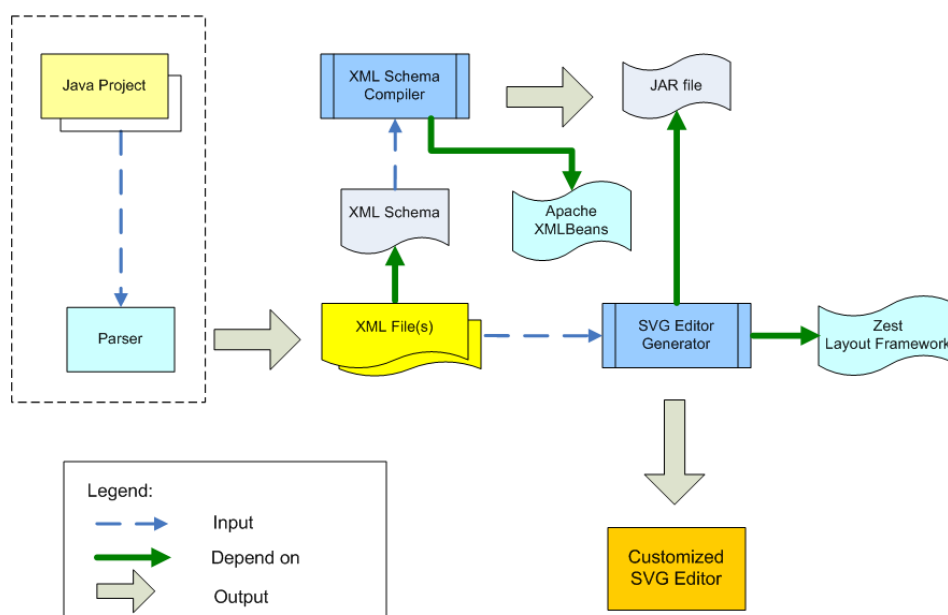 Java Project
XML Schema
Compiler
JAR file
XML Schema
Apache
XMLBeans
Parser
XML File(s)
SVG Editor
Generator
Zest
Layout Framework
Legend:
Input
Depend on
Output
Customized
SVG Editor